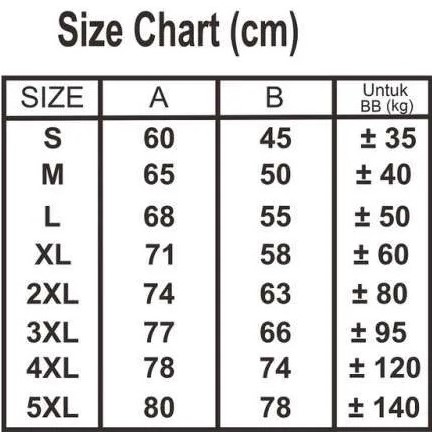 Size Chart (cm)
SIZE A B Untuk BB (kg)
S 60 45 ± 35
M 65 50 ± 40
L 68 55 ± 50
XL 71 58 ± 60
2XL 74 63 ± 80
3XL 77 66 ± 95
4XL 78 74 ± 120
5XL 80 78 ± 140